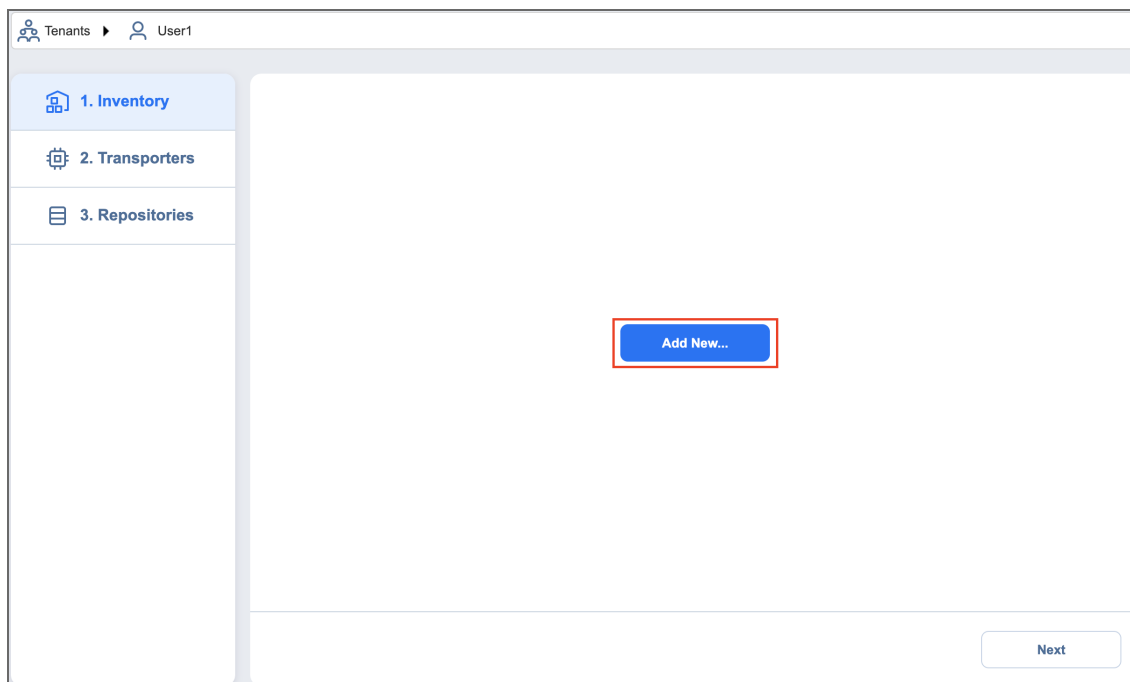 Tenants
User1
1. Inventory
2. Transporters
3. Repositories
Add New...
Next